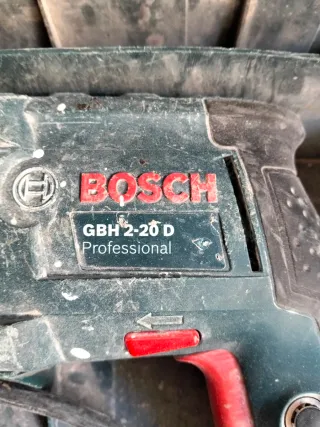 BOSCH
GBH 2-20 D
Professional